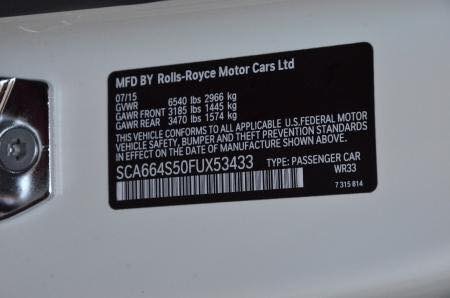 MFD BY Rolls-Royce Motor Cars Ltd
07/15
GVWR 6540 lbs 2966 kg
GAWR FRONT 3185 lbs 1445 kg
GAWR REAR 3470 lbs 1574 kg
THIS VEHICLE CONFORMS TO ALL APPLICABLE U.S.FEDERAL MOTOR
VEHICLE SAFETY, BUMPER, AND THEFT PREVENTION STANDARDS
IN EFFECT ON THE DATE OF MANUFACTURE SHOWN ABOVE.
SCA664S50FUX53433 TYPE: PASSENGER CAR
WR33
7 315 814